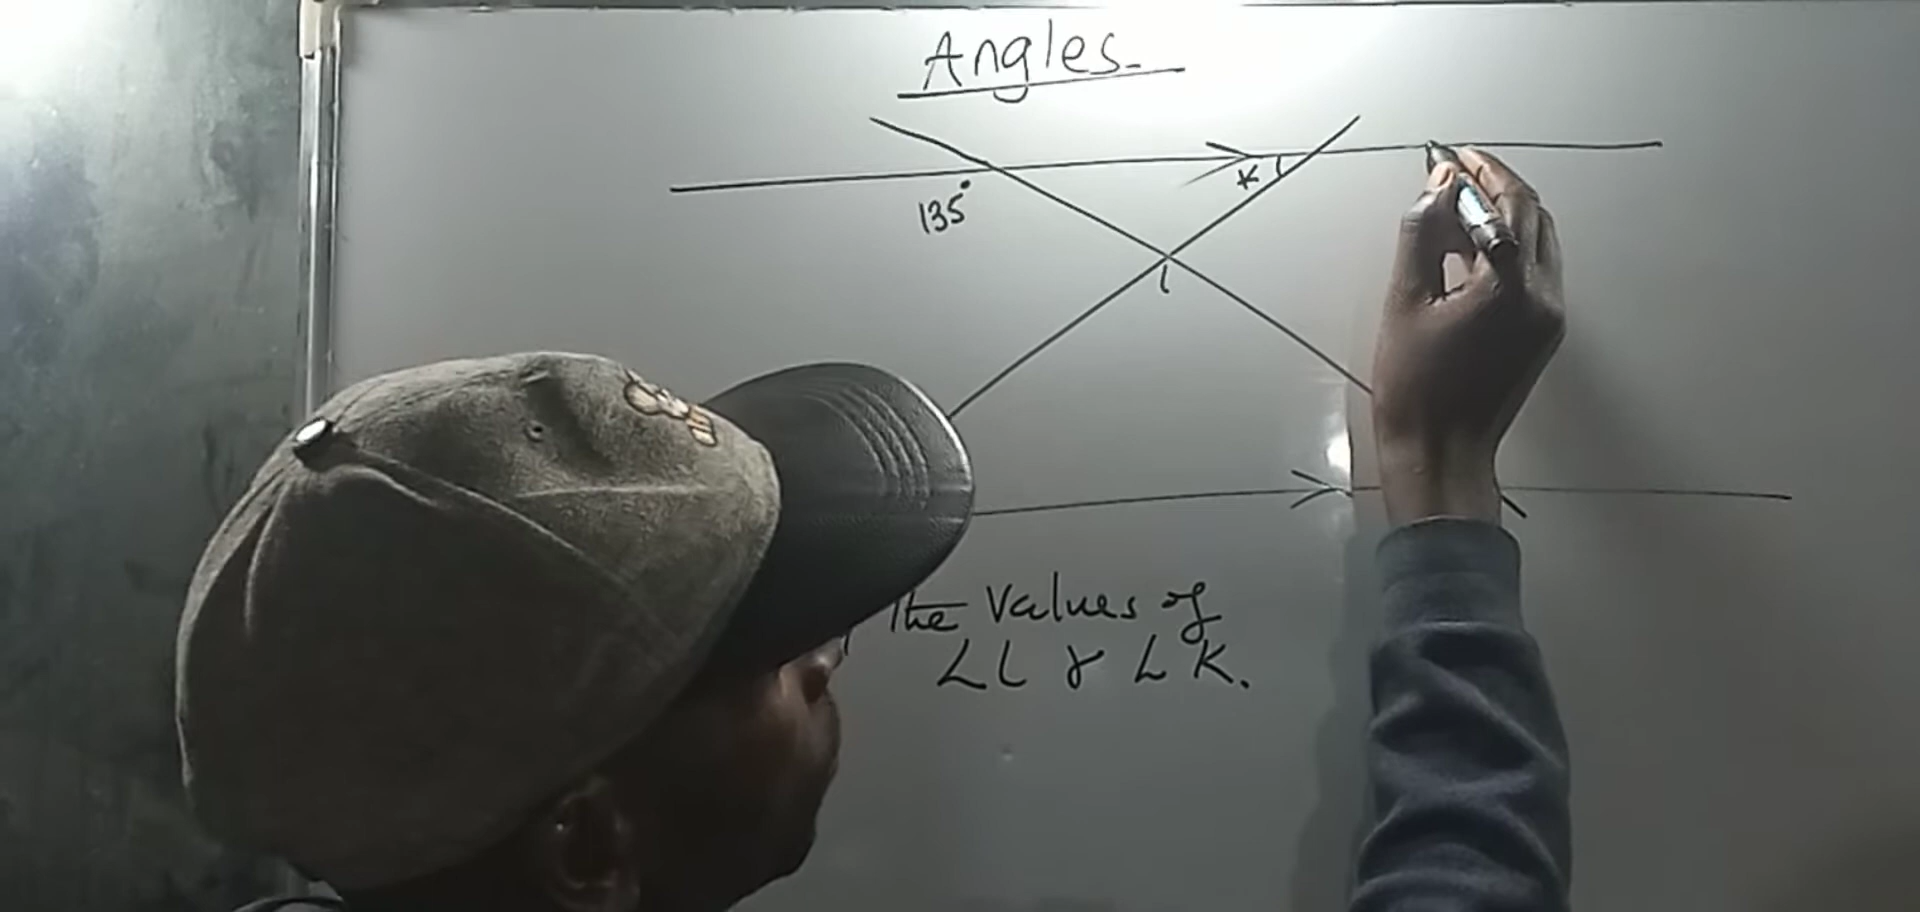 Angles.
K
135°
l
the values of
∠l & ∠K.